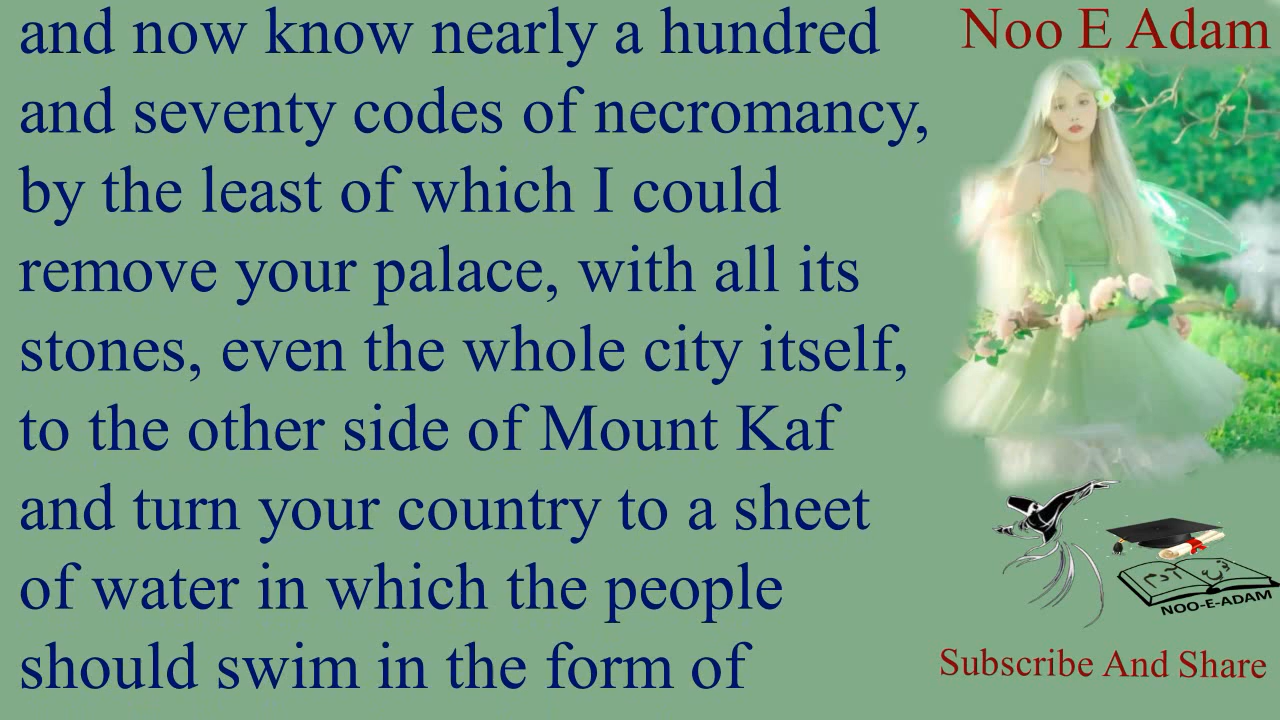 and now know nearly a hundred
and seventy codes of necromancy,
by the least of which I could
remove your palace, with all its
stones, even the whole city itself,
to the other side of Mount Kaf
and turn your country to a sheet
of water in which the people
should swim in the form of
Noo E Adam
نوع آدم
NOO-E-ADAM
Subscribe And Share